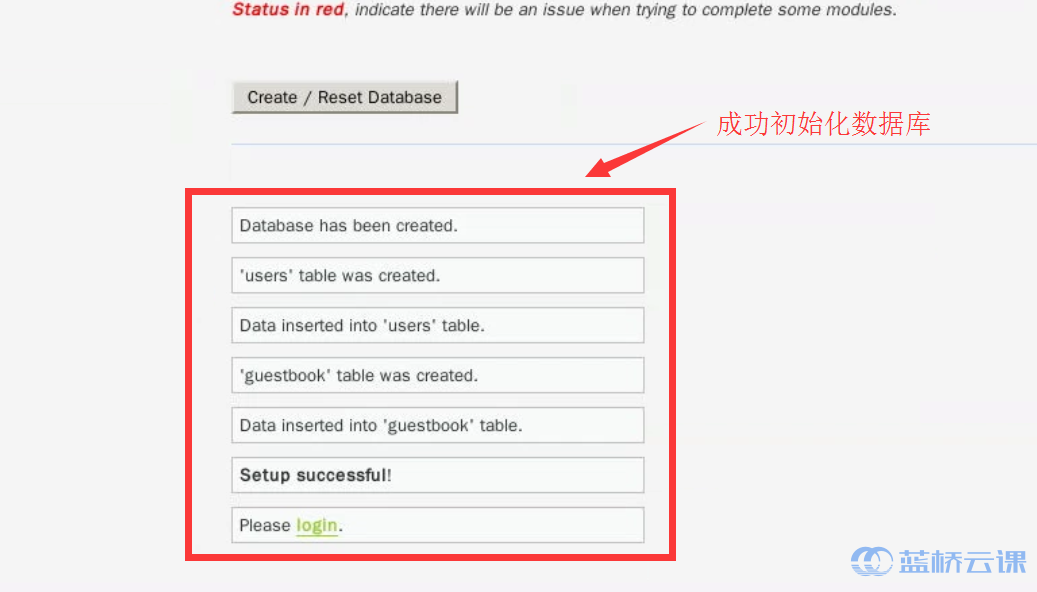 Status in red, indicate there will be an issue when trying to complete some modules.
Create / Reset Database
成功初始化数据库
Database has been created.
'users' table was created.
Data inserted into 'users' table.
'guestbook' table was created.
Data inserted into 'guestbook' table.
Setup successful!
Please login.
蓝桥云课